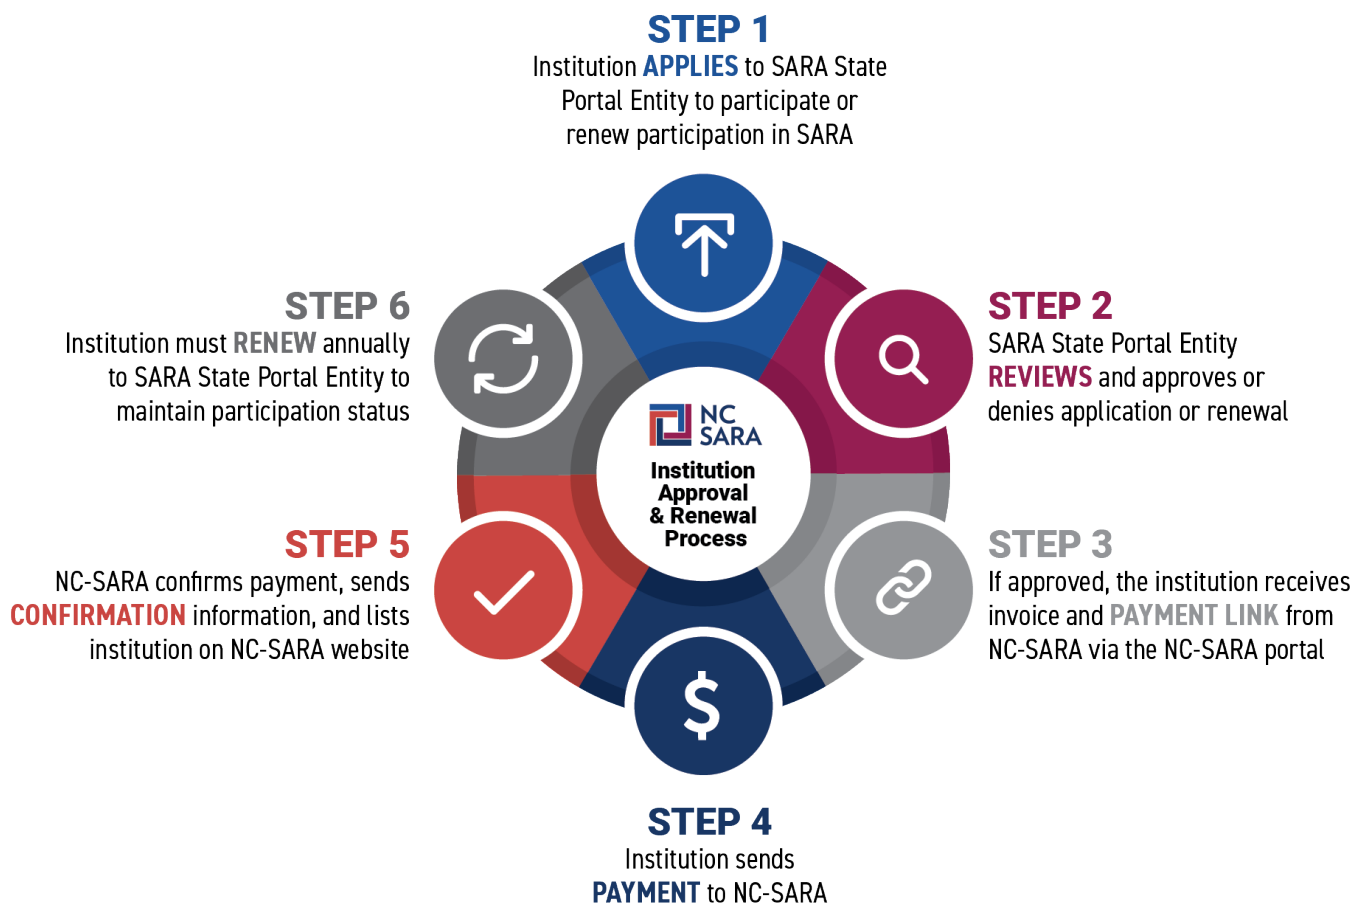 STEP 1
Institution APPLIES to SARA State
Portal Entity to participate or
renew participation in SARA
STEP 2
SARA State Portal Entity
REVIEWS and approves or
denies application or renewal
STEP 3
If approved, the institution receives
invoice and PAYMENT LINK from
NC-SARA via the NC-SARA portal
STEP 4
Institution sends
PAYMENT to NC-SARA
STEP 5
NC-SARA confirms payment, sends
CONFIRMATION information, and lists
institution on NC-SARA website
STEP 6
Institution must RENEW annually
to SARA State Portal Entity to
maintain participation status
NC
SARA
Institution
Approval
& Renewal
Process
$